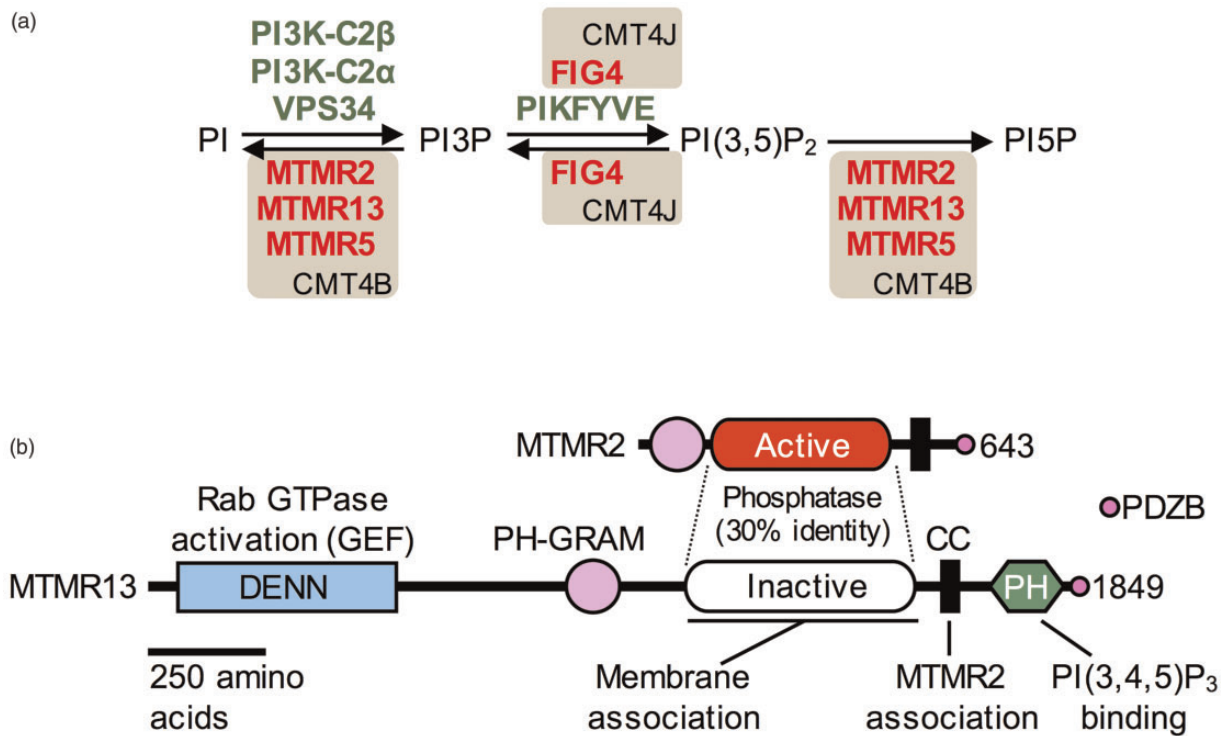 (a)
PI3K-C2β
PI3K-C2α
VPS34
CMT4J
FIG4
PIKFYVE
PI
PI3P
PI(3,5)P₂
PI5P
MTMR2
MTMR13
MTMR5
CMT4B
FIG4
CMT4J
MTMR2
MTMR13
MTMR5
CMT4B
(b)
MTMR2
Active
643
Rab GTPase
activation (GEF)
PH-GRAM
Phosphatase
(30% identity)
CC
PDZB
MTMR13
DENN
Inactive
PH
1849
250 amino
acids
Membrane
association
MTMR2
association
PI(3,4,5)P₃
binding